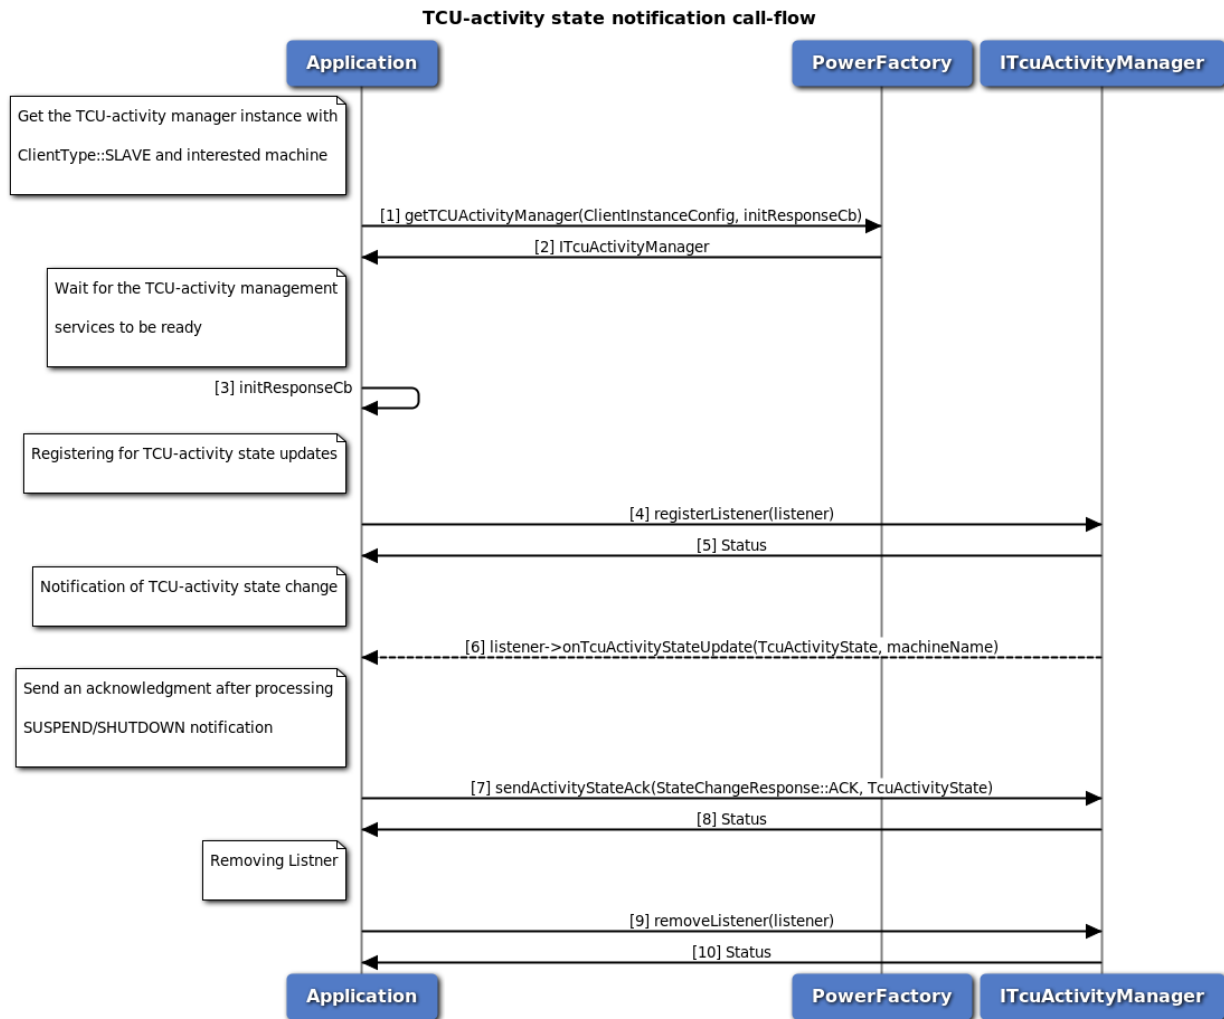 TCU-activity state notification call-flow
Application
PowerFactory
ITcuActivityManager
Get the TCU-activity manager instance with
ClientType::SLAVE and interested machine
[1] getTCUActivityManager(ClientInstanceConfig, initResponseCb)
[2] ITcuActivityManager
Wait for the TCU-activity management
services to be ready
[3] initResponseCb
Registering for TCU-activity state updates
[4] registerListener(listener)
[5] Status
Notification of TCU-activity state change
[6] listener->onTcuActivityStateUpdate(TcuActivityState, machineName)
Send an acknowledgment after processing
SUSPEND/SHUTDOWN notification
[7] sendActivityStateAck(StateChangeResponse::ACK, TcuActivityState)
[8] Status
Removing Listner
[9] removeListener(listener)
[10] Status
Application
PowerFactory
ITcuActivityManager